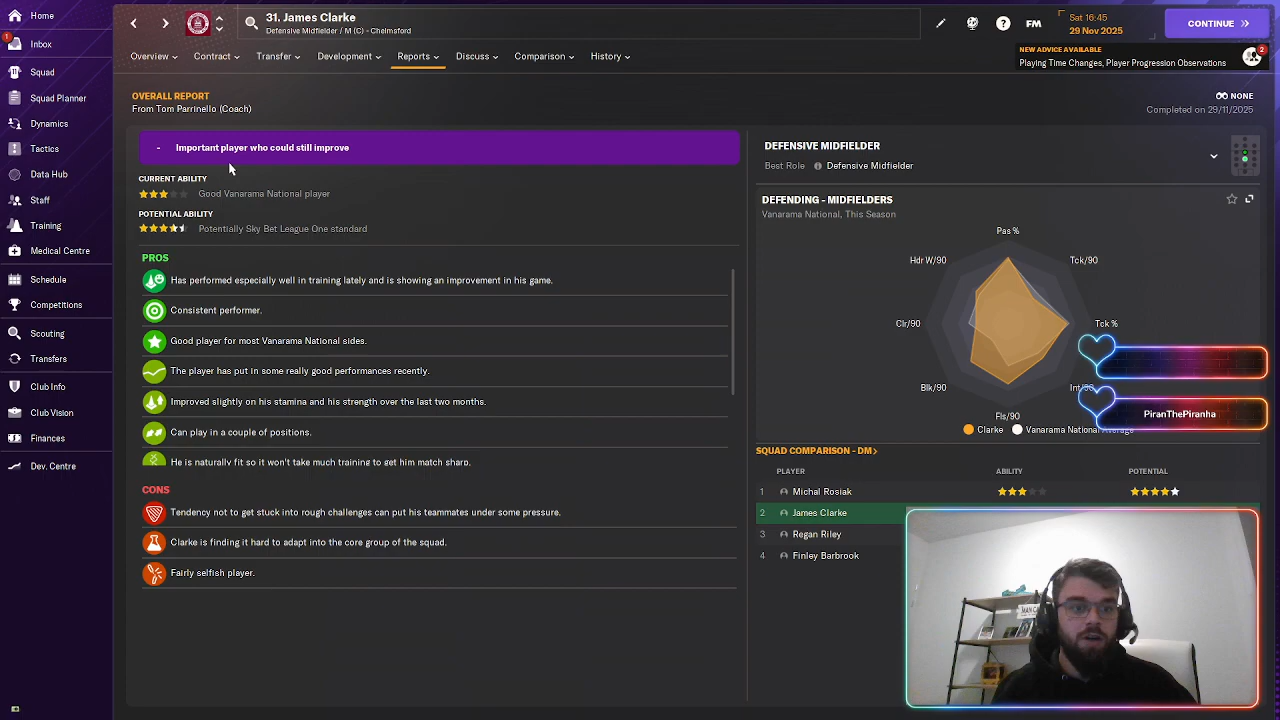 Home
31. James Clarke
Defensive Midfielder / M (C) - Chelmsford
FM
Sat 16:45
29 Nov 2025
CONTINUE
1
Inbox
Overview
Contract
Transfer
Development
Reports
Discuss
Comparison
History
NEW ADVICE AVAILABLE
Playing Time Changes, Player Progression Observations
2
Squad
Squad Planner
Dynamics
Tactics
Data Hub
Staff
Training
Medical Centre
Schedule
Competitions
Scouting
Transfers
Club Info
Club Vision
Finances
Dev. Centre
OVERALL REPORT
From Tom Parrinello (Coach)
NONE
Completed on 29/11/2025
- Important player who could still improve
CURRENT ABILITY
Good Vanarama National player
POTENTIAL ABILITY
Potentially Sky Bet League One standard
PROS
Has performed especially well in training lately and is showing an improvement in his game.
Consistent performer.
Good player for most Vanarama National sides.
The player has put in some really good performances recently.
Improved slightly on his stamina and his strength over the last two months.
Can play in a couple of positions.
He is naturally fit so it won't take much training to get him match sharp.
CONS
Tendency not to get stuck into rough challenges can put his teammates under some pressure.
Clarke is finding it hard to adapt into the core group of the squad.
Fairly selfish player.
DEFENSIVE MIDFIELDER
Best Role Defensive Midfielder
DEFENDING - MIDFIELDERS
Vanarama National, This Season
Pas %
Hdr W/90
Tck/90
Clr/90
Tck %
Blk/90
Int/90
Fls/90
PiranThePiranha
Clarke
Vanarama National Average
SQUAD COMPARISON - DM>
PLAYER ABILITY POTENTIAL
1 Michal Rosiak
2 James Clarke
3 Regan Riley
4 Finley Barbrook